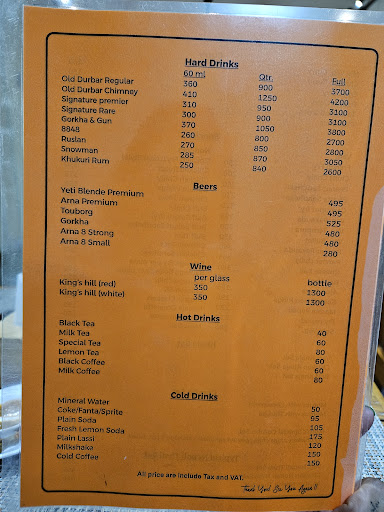 Hard Drinks
60 ml Qtr. Full
Old Durbar Regular 360 900 3700
Old Durbar Chimney 410 1250 4200
Signature premier 310 950 3100
Signature Rare 300 900 3100
Gorkha & Gun 370 1050 3800
8848 260 800 2700
Ruslan 270 850 2800
Snowman 285 870 3050
Khukuri Rum 250 840 2600
Beers
Yeti Blende Premium 495
Arna Premium 495
Touborg 525
Gorkha 480
Arna 8 Strong 480
Arna 8 Small 280
Wine
per glass bottle
King's hill (red) 350 1300
King's hill (white) 350 1300
Hot Drinks
Black Tea 40
Milk Tea 60
Special Tea 80
Lemon Tea 60
Black Coffee 60
Milk Coffee 80
Cold Drinks
Mineral Water 50
Coke/Fanta/Sprite 95
Plain Soda 105
Fresh Lemon Soda 175
Plain Lassi 120
Milkshake 150
Cold Coffee 150
All price are include Tax and VAT.
Thank You! See You Again!!